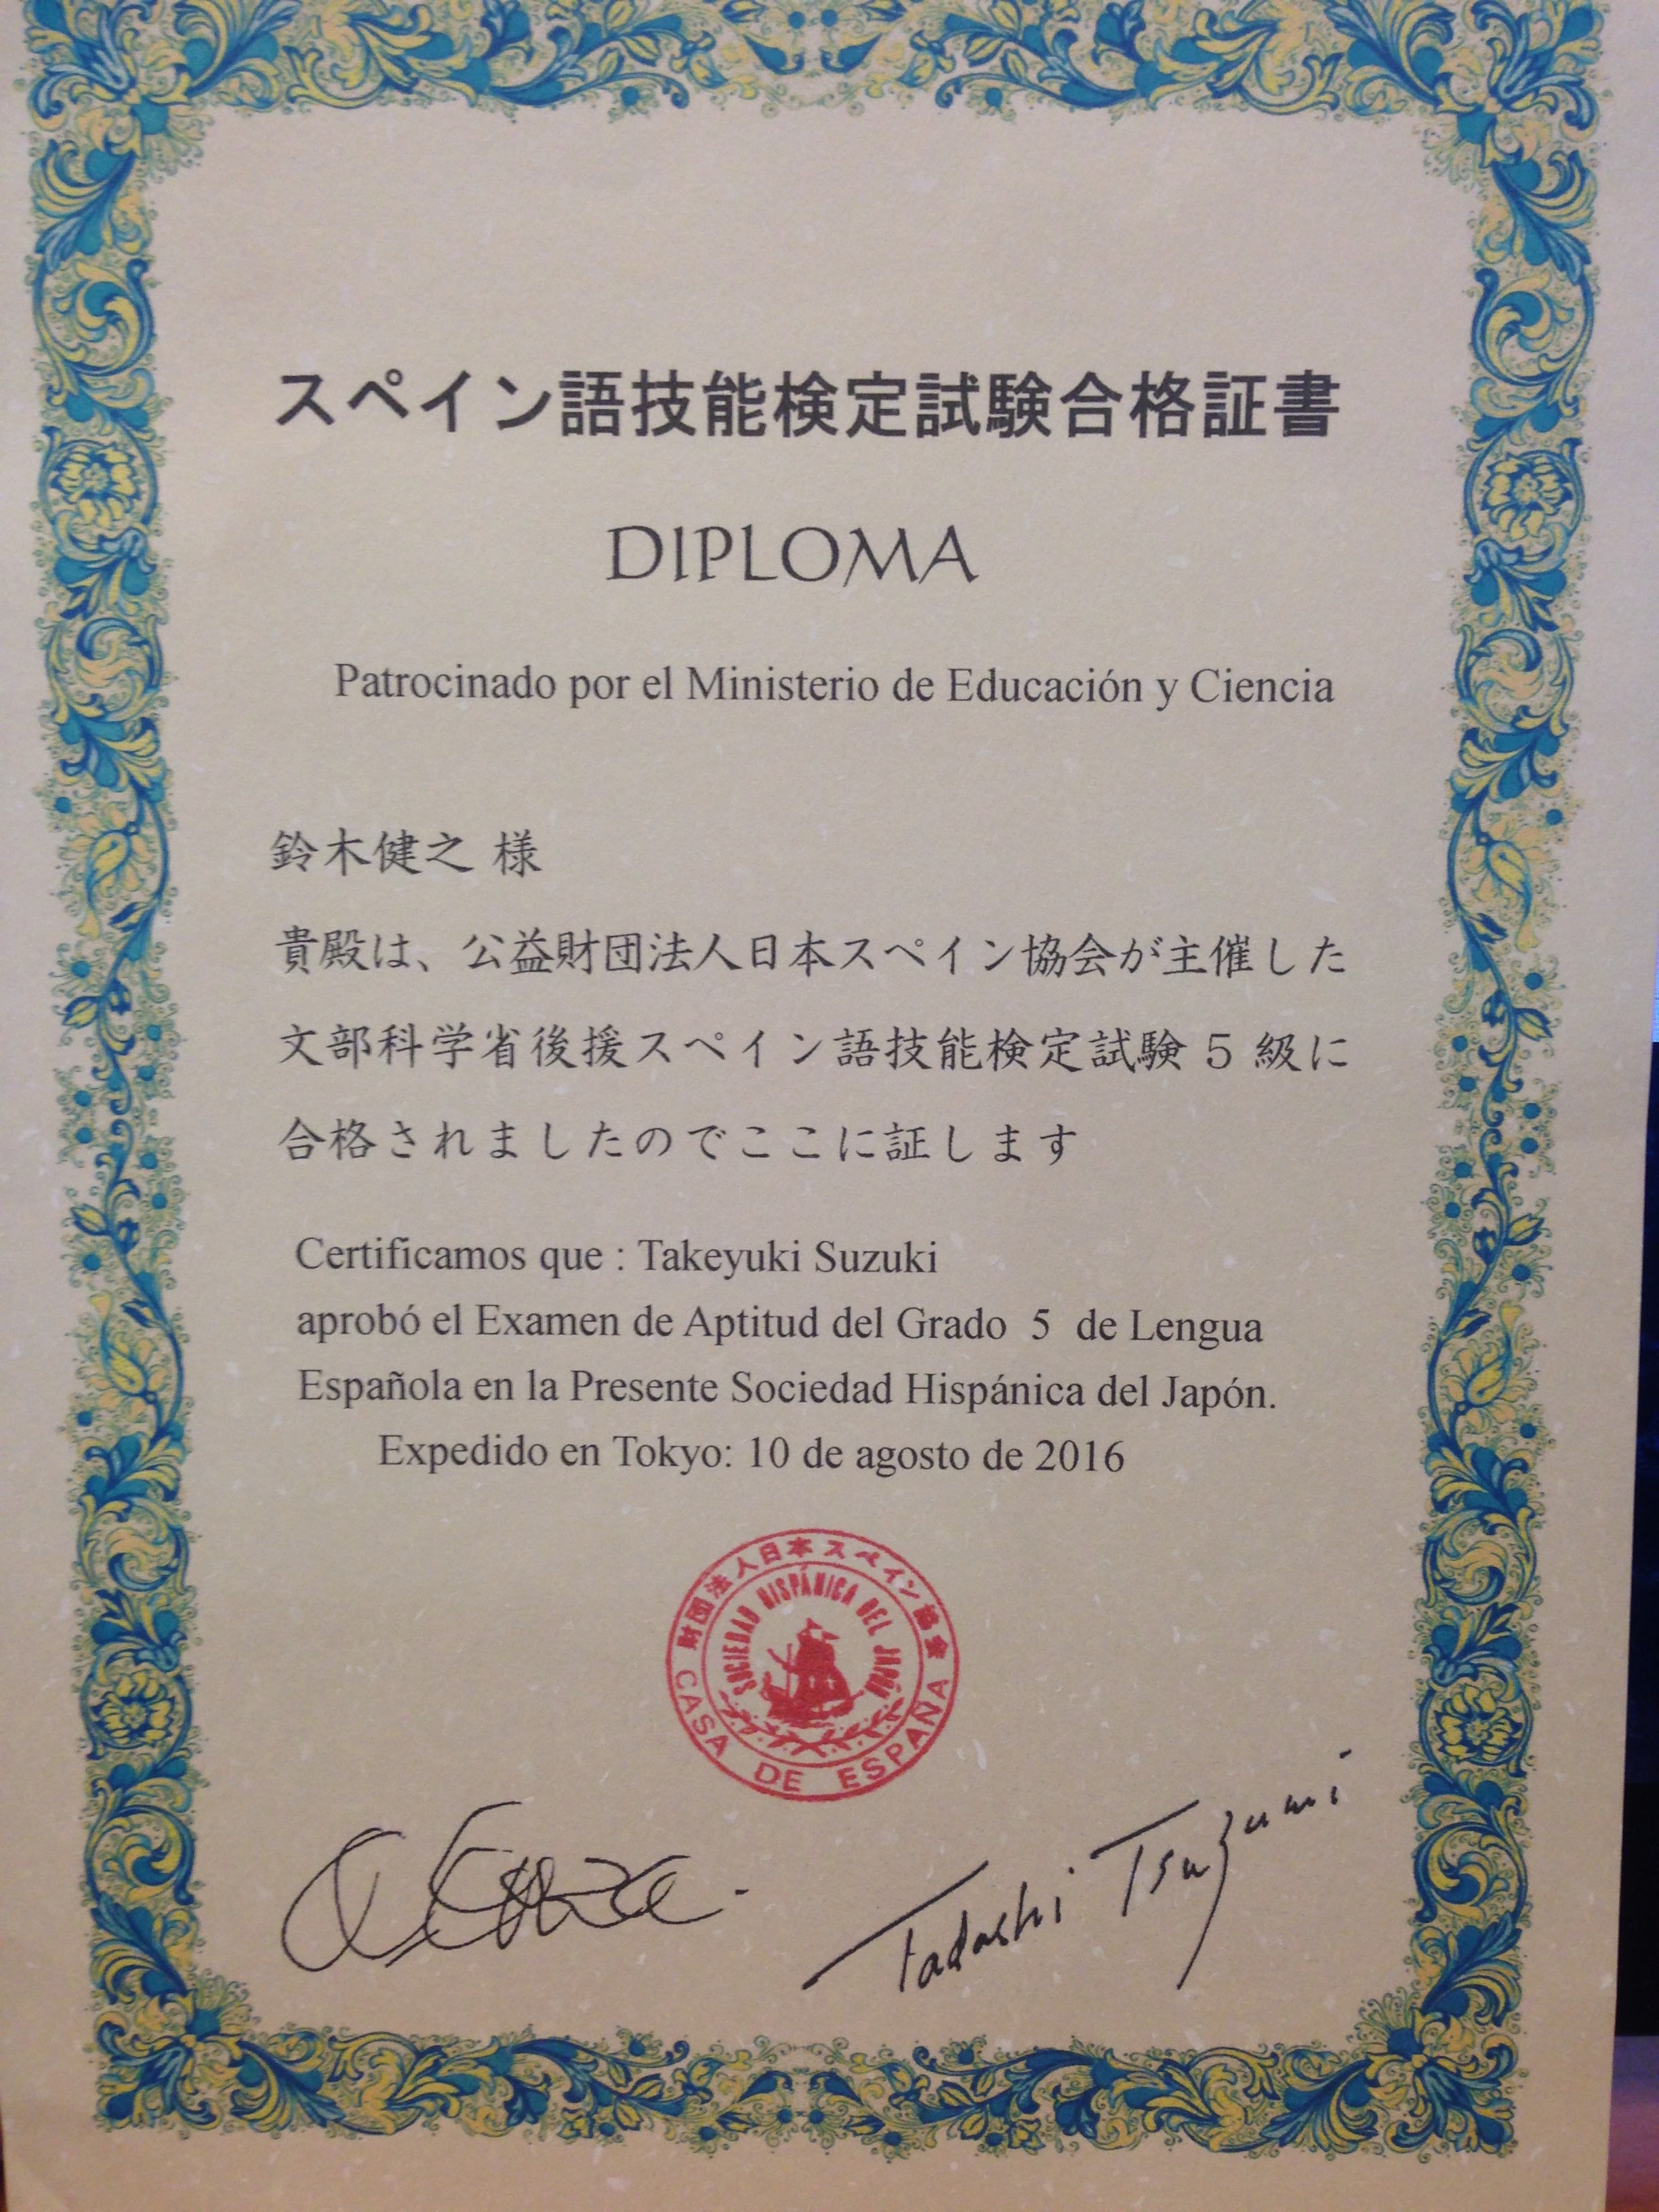 スペイン語技能検定試験合格証書
DIPLOMA
Patrocinado por el Ministerio de Educación y Ciencia
鈴木健之 様
貴殿は、公益財団法人日本スペイン協会が主催した
文部科学省後援スペイン語技能検定試験 5 級に
合格されましたのでここに証します
Certificamos que : Takeyuki Suzuki
aprobó el Examen de Aptitud del Grado 5 de Lengua
Española en la Presente Sociedad Hispánica del Japón.
Expedido en Tokyo: 10 de agosto de 2016
財団法人日本スペイン協会
SOCIEDAD HISPÁNICA DEL JAPÓN
CASA DE ESPAÑA
Tadashi Tsuzumi